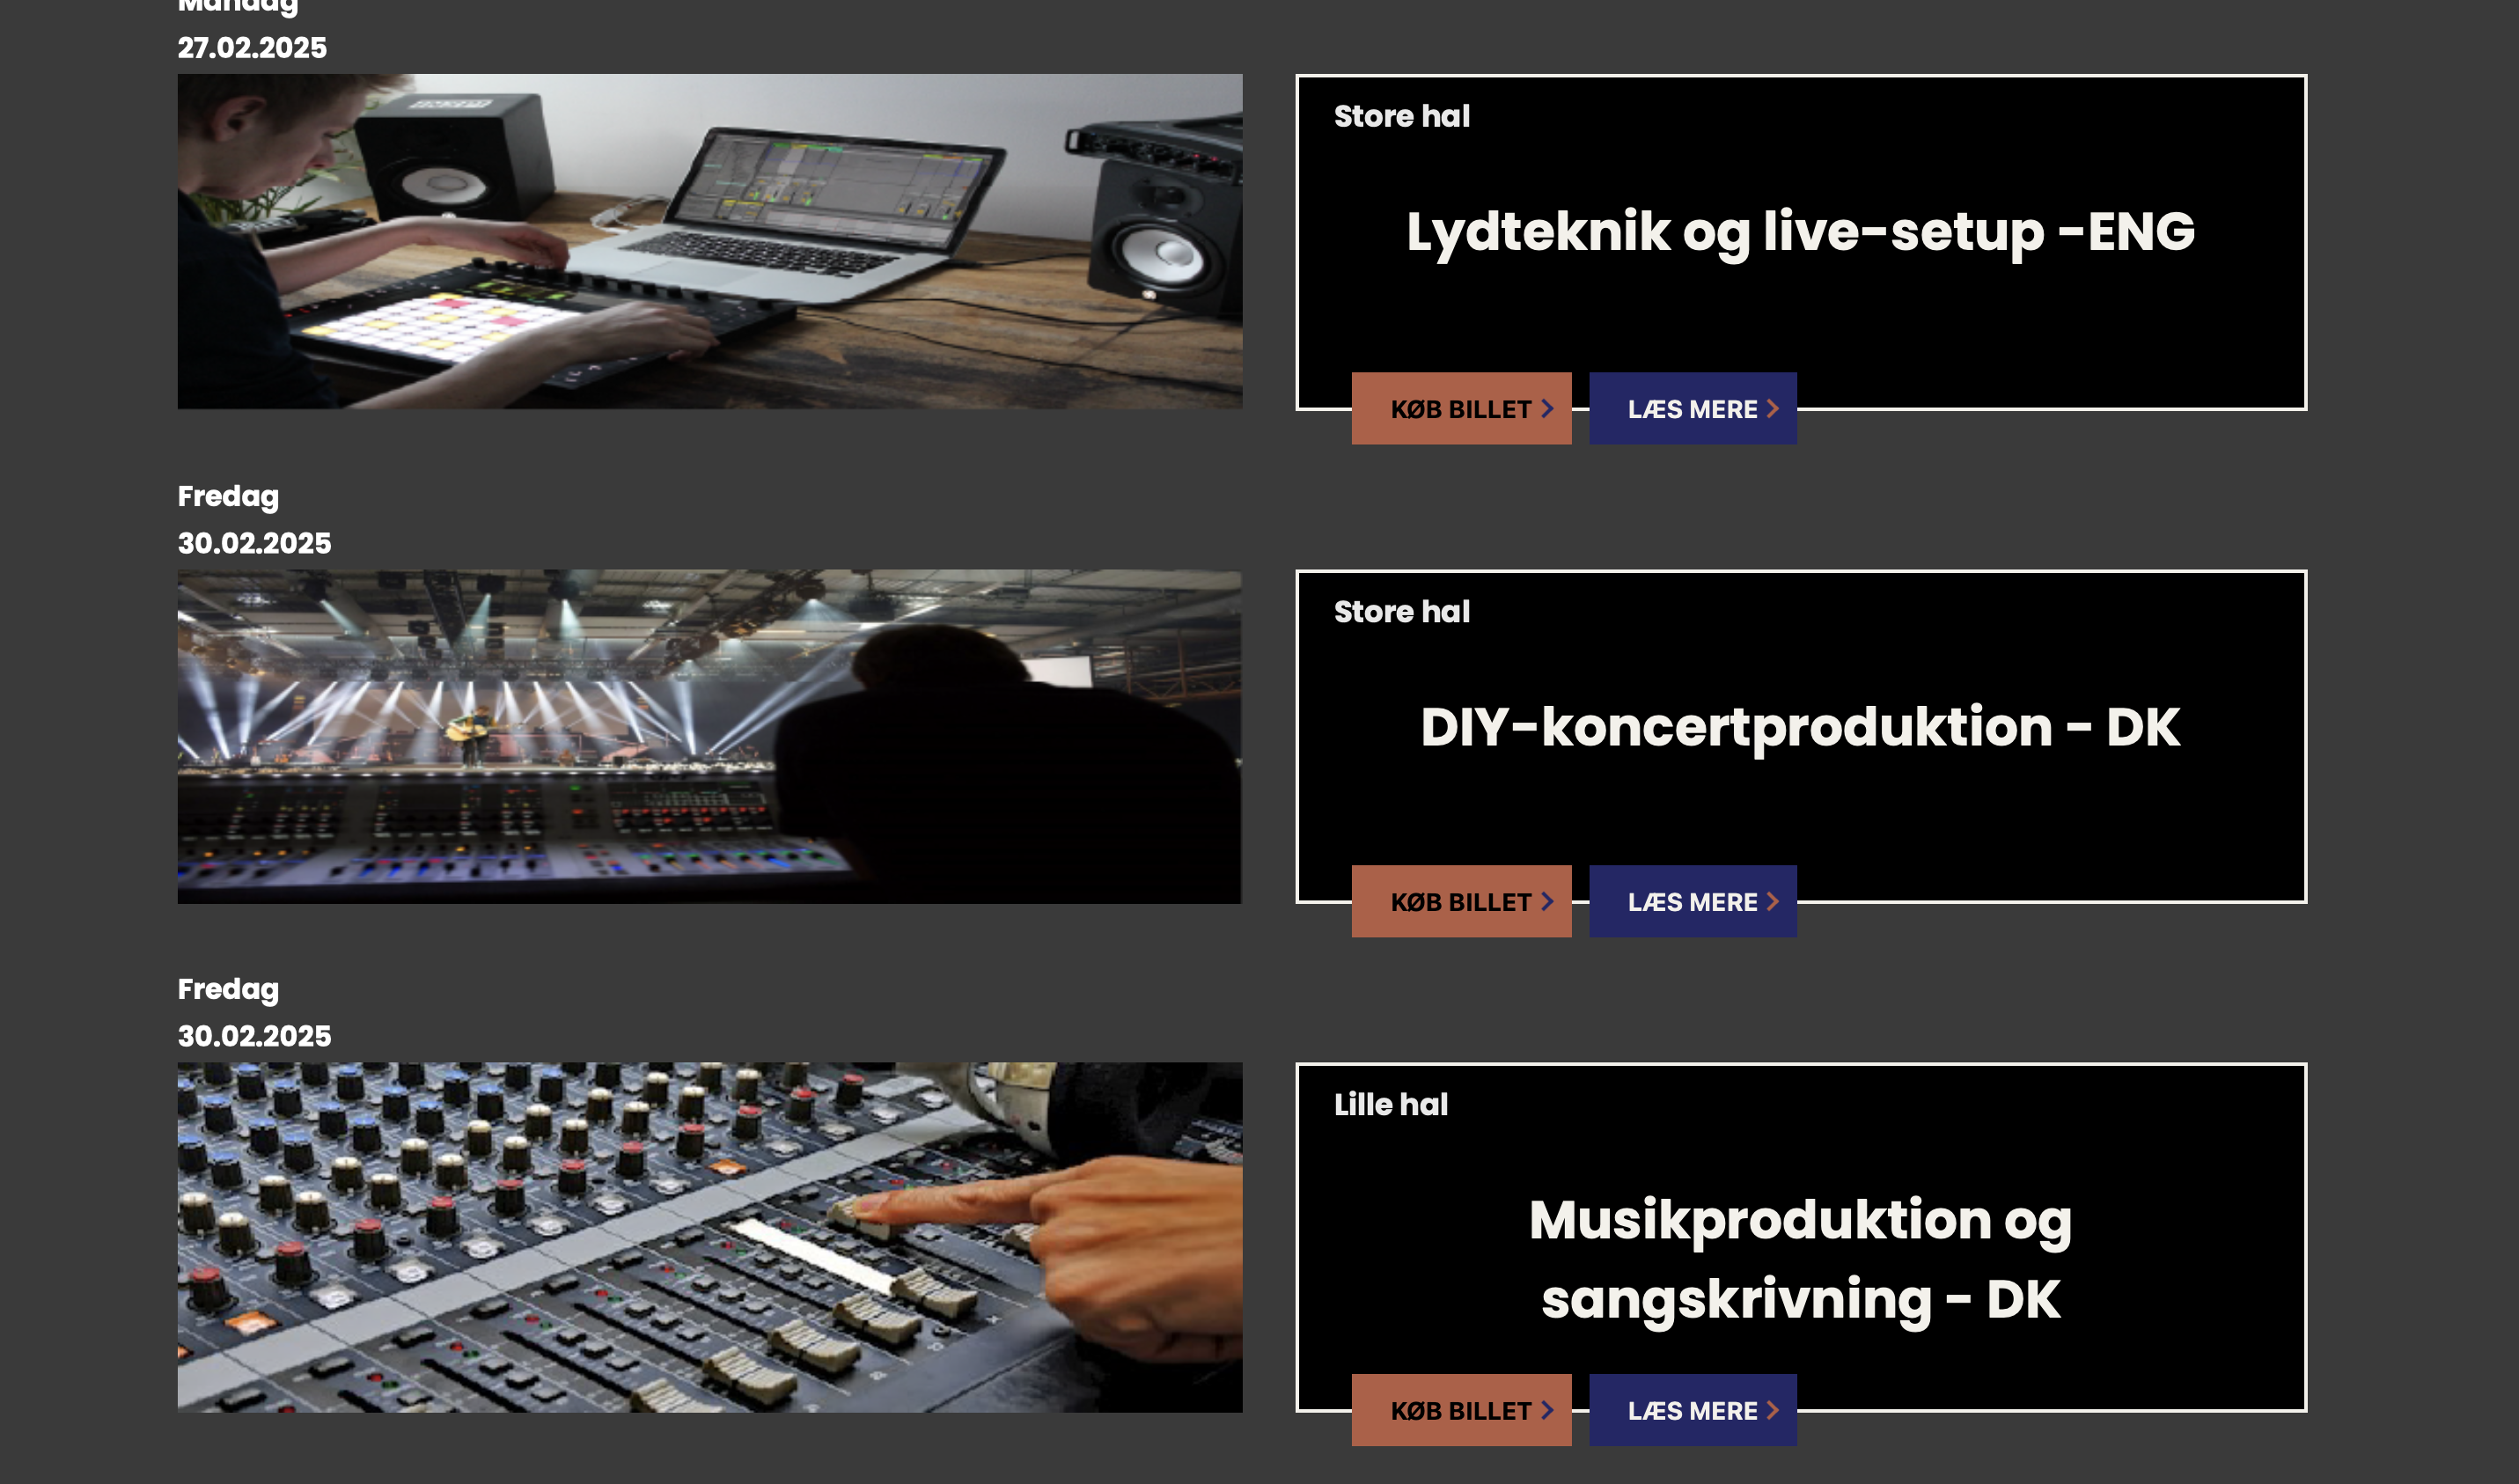 Mandag
27.02.2025
Store hal
Lydteknik og live-setup -ENG
KØB BILLET
LÆS MERE
Fredag
30.02.2025
Store hal
DIY-koncertproduktion - DK
KØB BILLET
LÆS MERE
Fredag
30.02.2025
Lille hal
Musikproduktion og
sangskrivning - DK
KØB BILLET
LÆS MERE